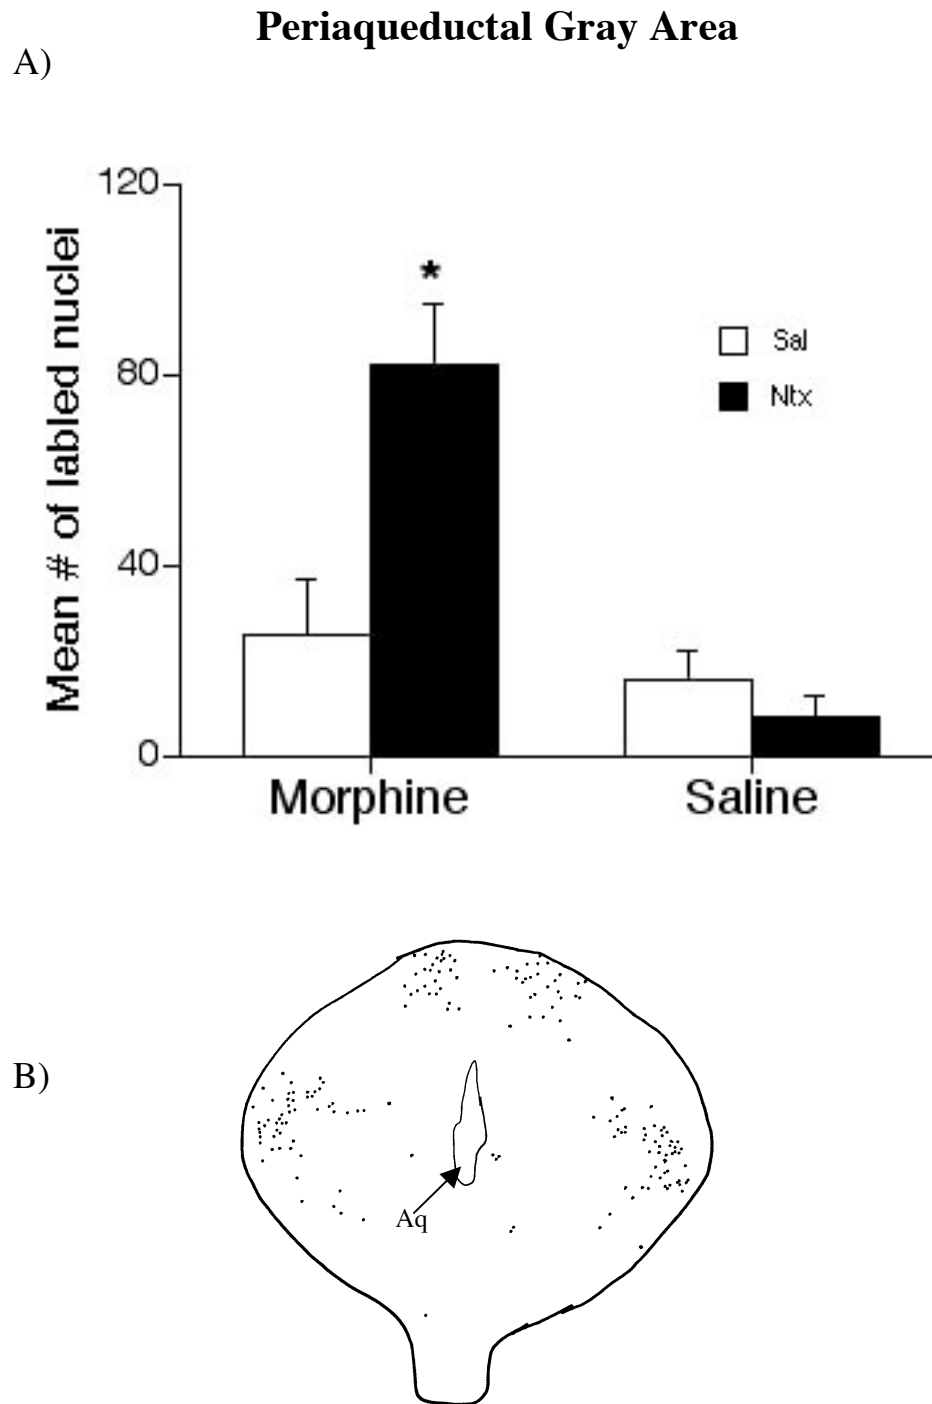 Periaqueductal Gray Area
A)
120
80
40
0
Mean # of labled nuclei
*
Sal
Ntx
Morphine
Saline
B)
Aq